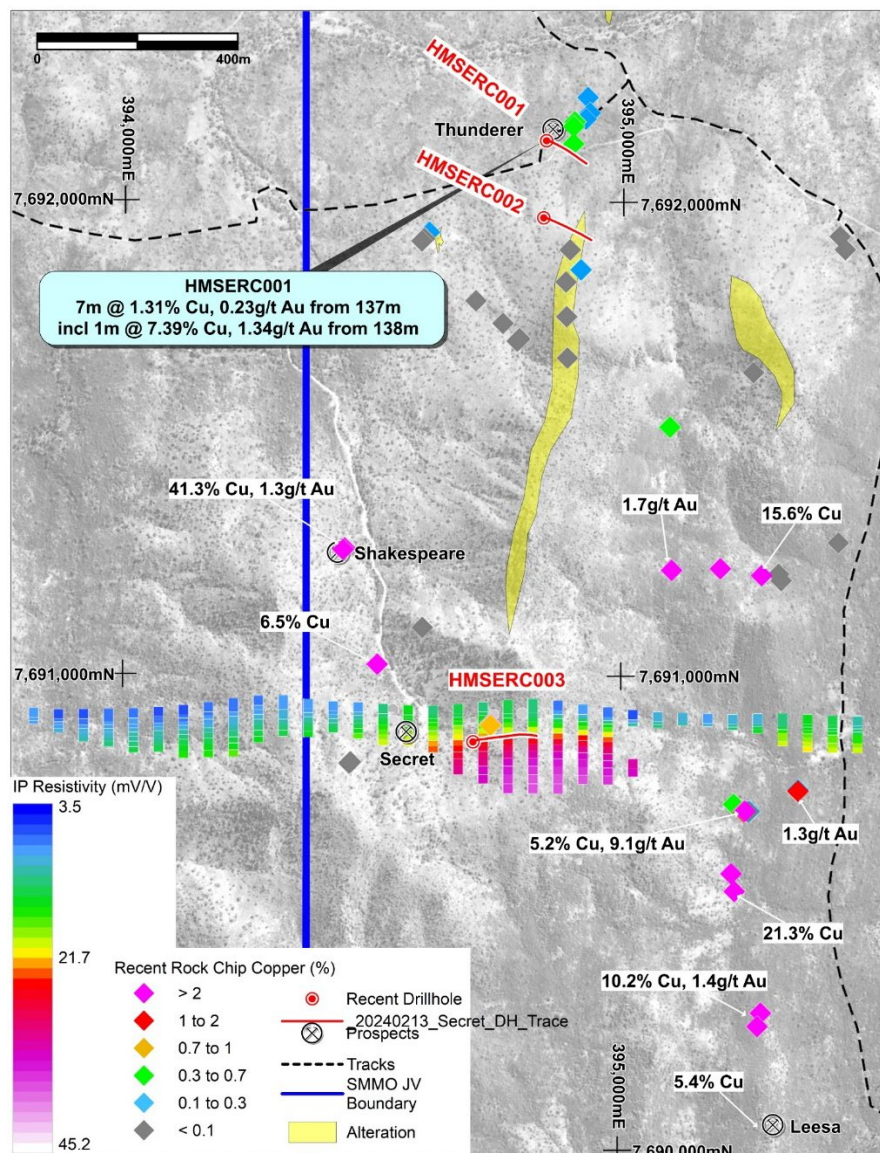 0
400m
HMSERC001
394,000mE
Thunderer
395,000mE
HMSERC002
7,692,000mN
7,692,000mN
HMSERC001
7m @ 1.31% Cu, 0.23g/t Au from 137m
incl 1m @ 7.39% Cu, 1.34g/t Au from 138m
41.3% Cu, 1.3g/t Au
1.7g/t Au
15.6% Cu
Shakespeare
6.5% Cu
HMSERC003
7,691,000mN
7,691,000mN
Secret
IP Resistivity (mV/V)
3.5
21.7
45.2
1.3g/t Au
5.2% Cu, 9.1g/t Au
21.3% Cu
10.2% Cu, 1.4g/t Au
395,000mE
5.4% Cu
Leesa
7,690,000mN
Recent Rock Chip Copper (%)
> 2
1 to 2
0.7 to 1
0.3 to 0.7
0.1 to 0.3
< 0.1
Recent Drillhole
_20240213_Secret_DH_Trace
Prospects
Tracks
SMMO JV
Boundary
Alteration